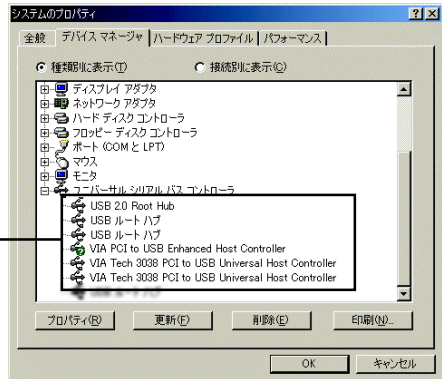 システムのプロパティ
全般 デバイス マネージャ ハードウェア プロファイル パフォーマンス
種類別に表示(T) 接続別に表示(C)
ディスプレイ アダプタ
ネットワーク アダプタ
ハード ディスク コントローラ
フロッピー ディスク コントローラ
ポート (COM と LPT)
マウス
モニタ
ユニバーサル シリアル バス コントローラ
USB 2.0 Root Hub
USB ルート ハブ
USB ルート ハブ
VIA PCI to USB Enhanced Host Controller
VIA Tech 3038 PCI to USB Universal Host Controller
VIA Tech 3038 PCI to USB Universal Host Controller
プロパティ(R) 更新(F) 削除(E) 印刷(N)...
OK キャンセル